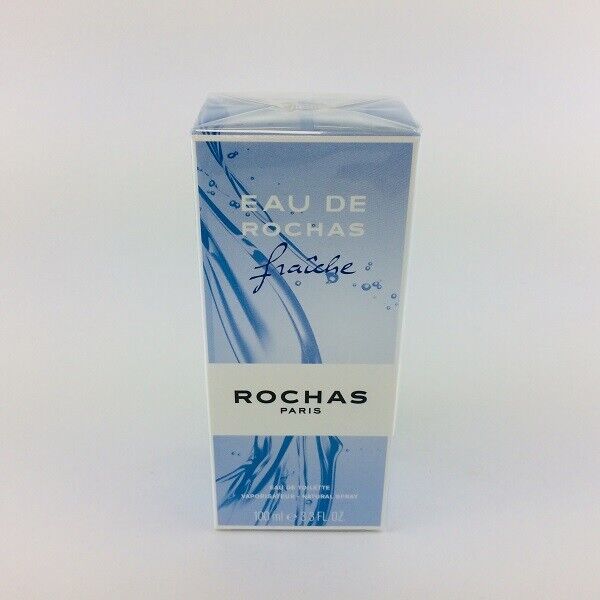 EAU DE
ROCHAS
fraîche
ROCHAS
PARIS
EAU DE TOILETTE
VAPORISATEUR - NATURAL SPRAY
100 ml e 3.3 FL. OZ.